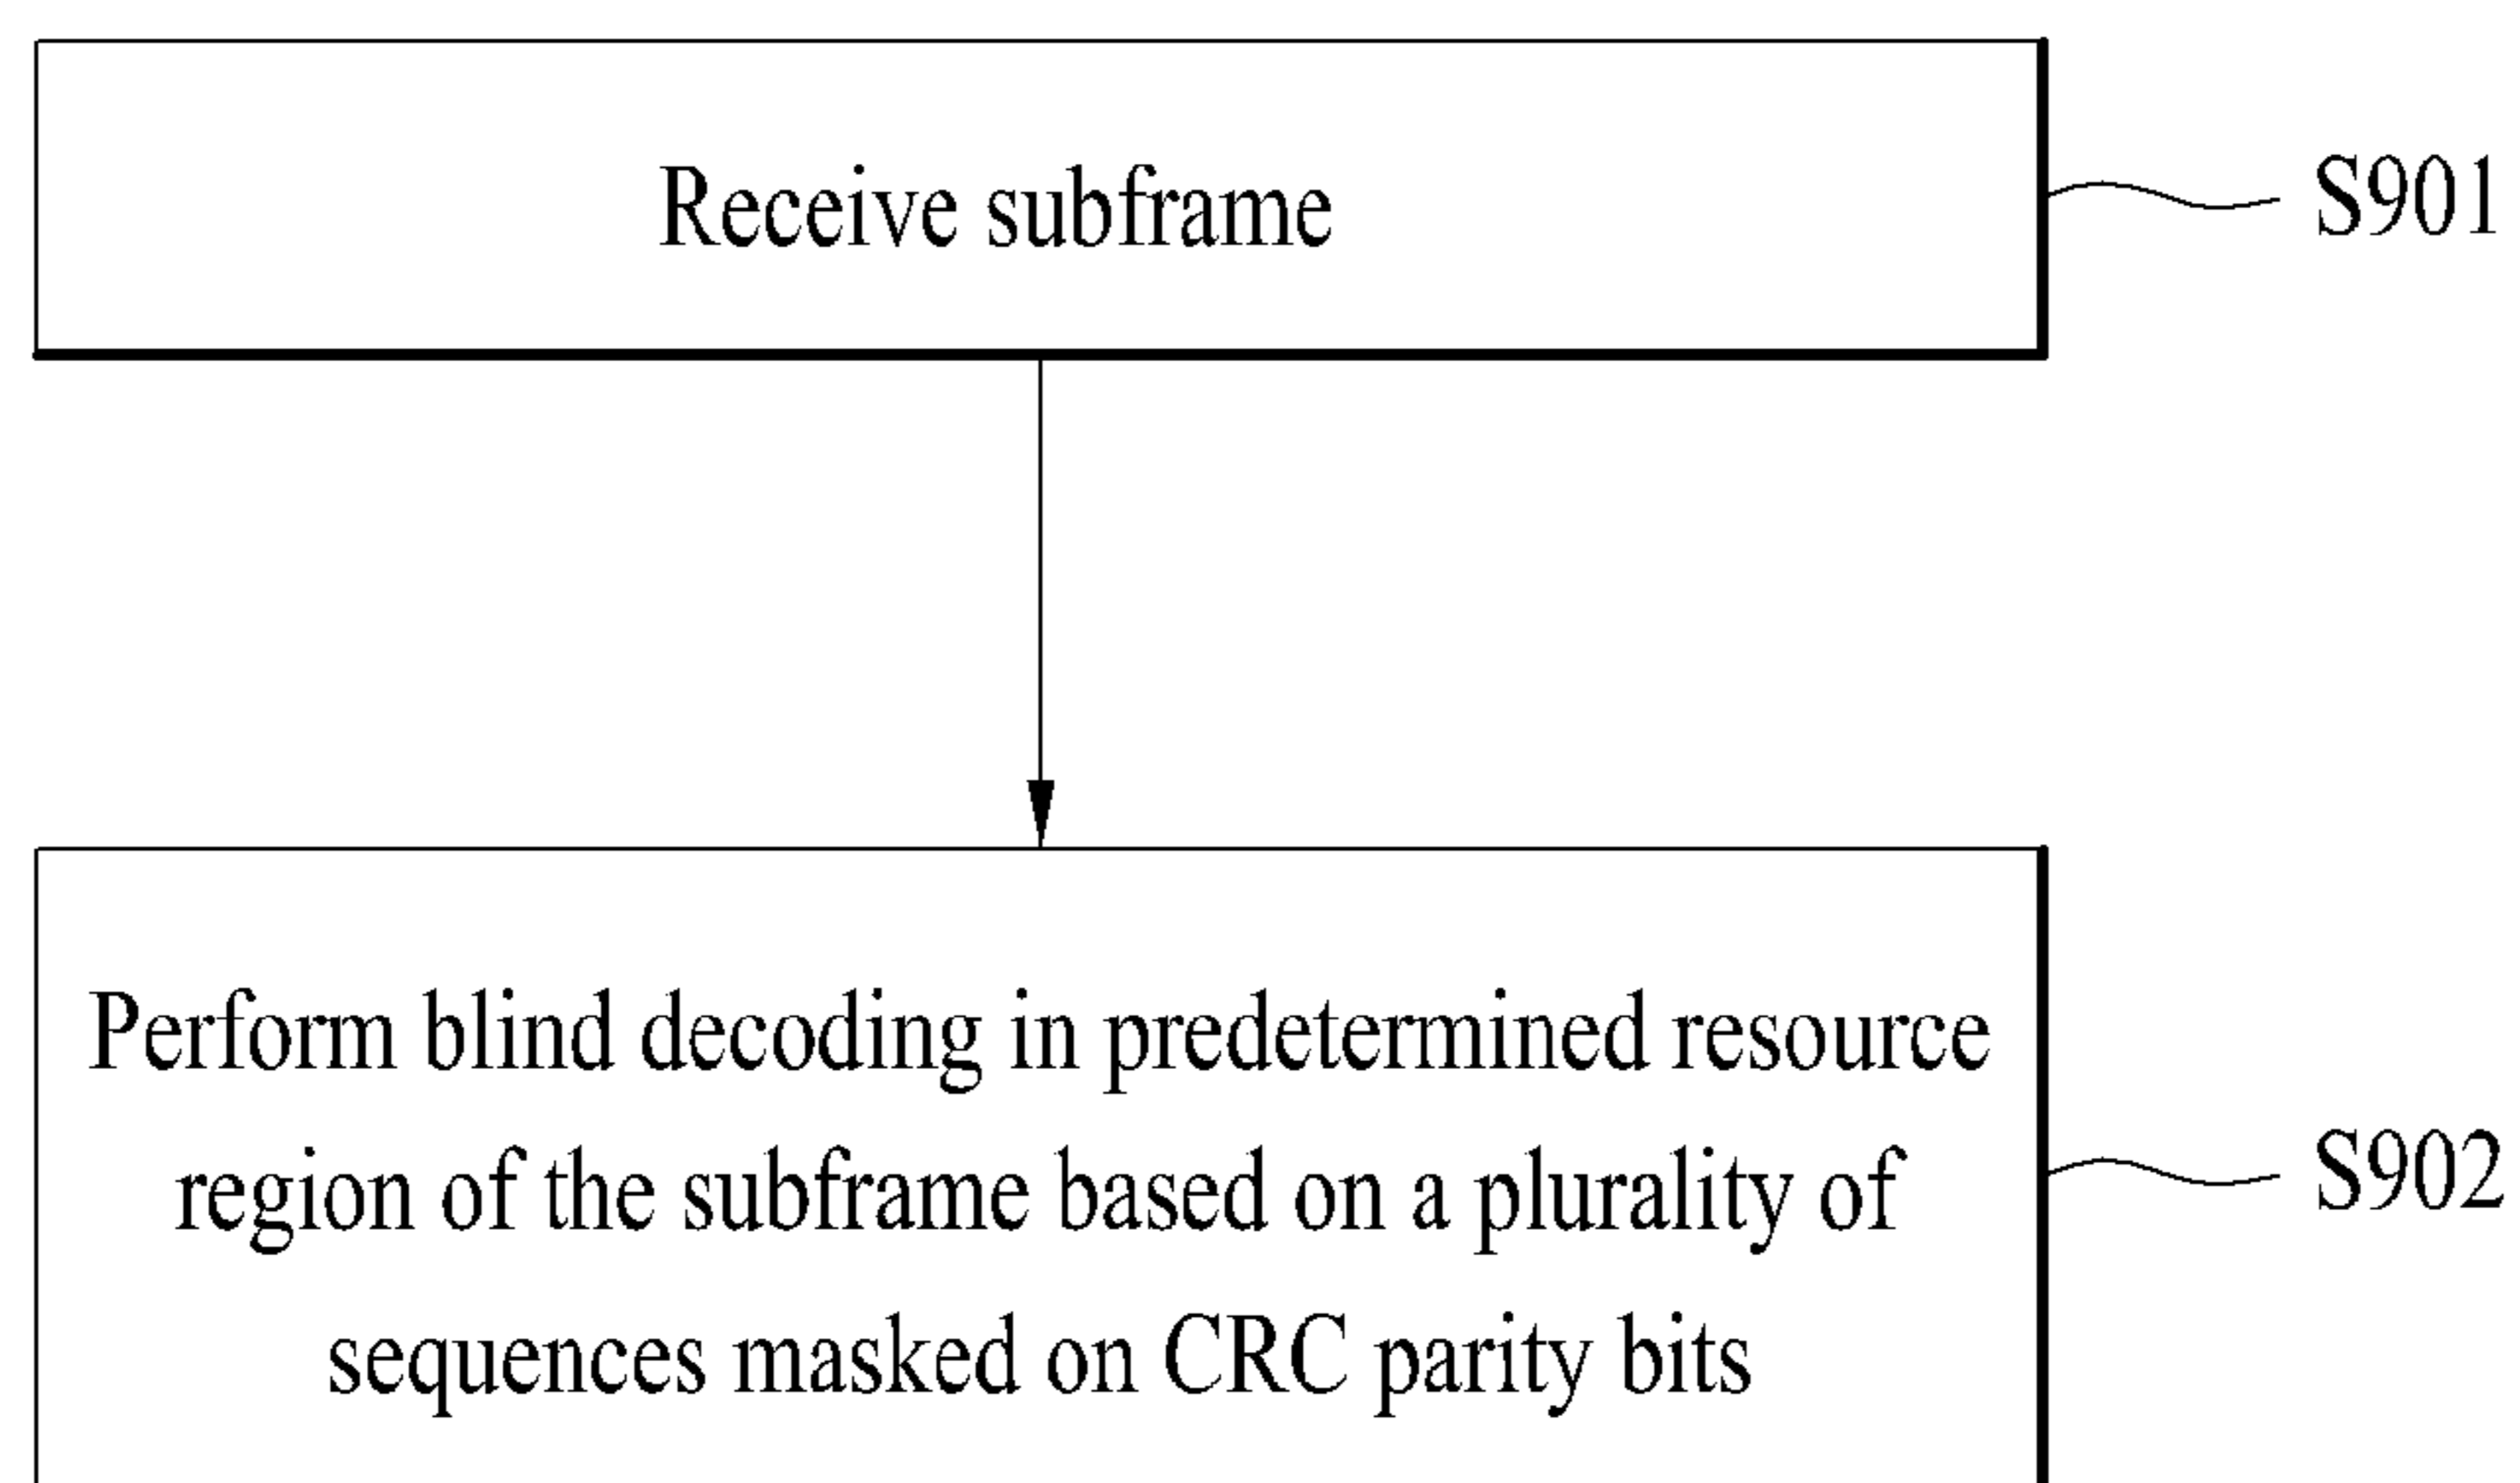 Receive subframe
S901
Perform blind decoding in predetermined resource
region of the subframe based on a plurality of
sequences masked on CRC parity bits
S902